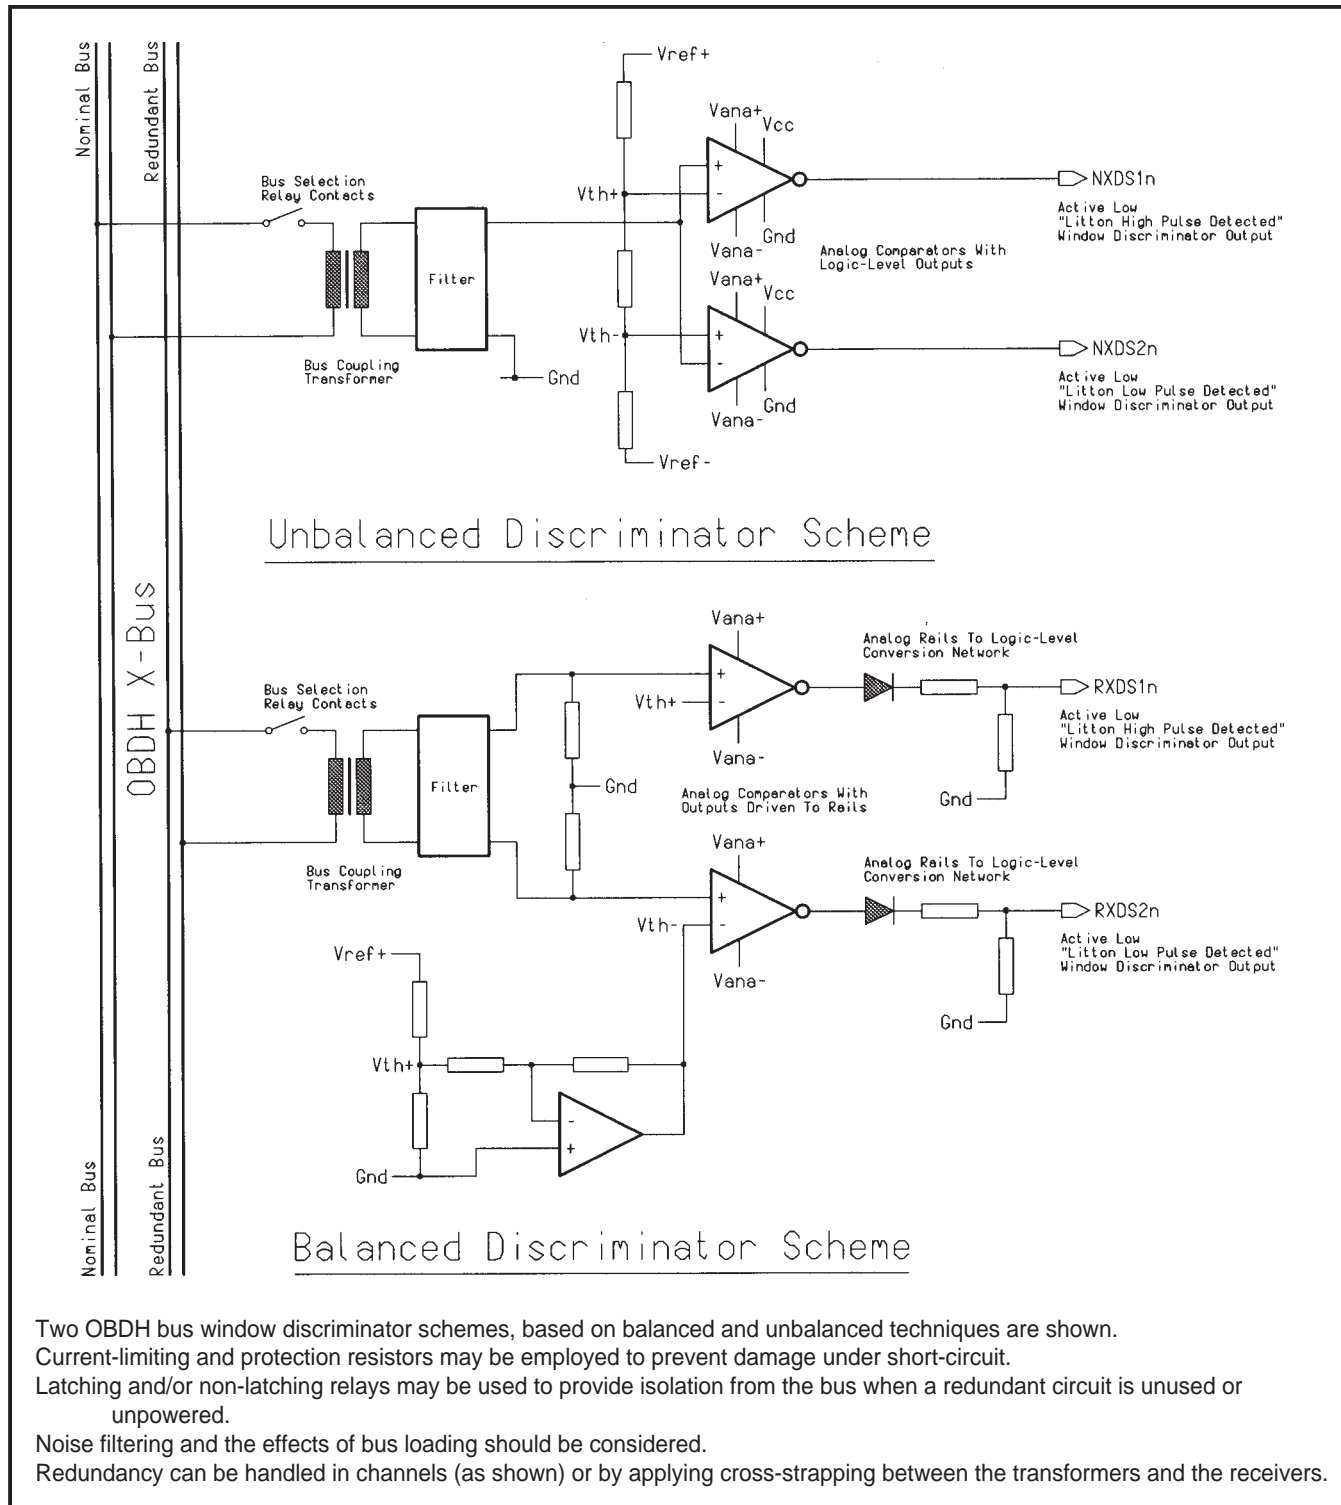 Nominal Bus
Redundant Bus
Vref+
Vana+
Vcc
Bus Selection
Relay Contacts
Vth+
+
-
NXDS1n
Active Low
"Litton High Pulse Detected"
Window Discriminator Output
Gnd
Vana-
Analog Comparators With
Logic-Level Outputs
Filter
Vana+
Vcc
Vth-
+
-
NXDS2n
Active Low
"Litton Low Pulse Detected"
Window Discriminator Output
Bus Coupling
Transformer
Gnd
Gnd
Vana-
Vref-
Unbalanced Discriminator Scheme
OBDH X-Bus
Vana+
Analog Rails To Logic-Level
Conversion Network
Bus Selection
Relay Contacts
+
-
Vth+
RXDS1n
Active Low
"Litton High Pulse Detected"
Window Discriminator Output
Vana-
Filter
Gnd
Analog Comparators With
Outputs Driven To Rails
Gnd
Vana+
Analog Rails To Logic-Level
Conversion Network
Bus Coupling
Transformer
+
-
Vth-
RXDS2n
Active Low
"Litton Low Pulse Detected"
Window Discriminator Output
Vref+
Vana-
Gnd
Vth+
-
+
Gnd
Nominal Bus
Redundant Bus
Balanced Discriminator Scheme
Two OBDH bus window discriminator schemes, based on balanced and unbalanced techniques are shown.
Current-limiting and protection resistors may be employed to prevent damage under short-circuit.
Latching and/or non-latching relays may be used to provide isolation from the bus when a redundant circuit is unused or
unpowered.
Noise filtering and the effects of bus loading should be considered.
Redundancy can be handled in channels (as shown) or by applying cross-strapping between the transformers and the receivers.